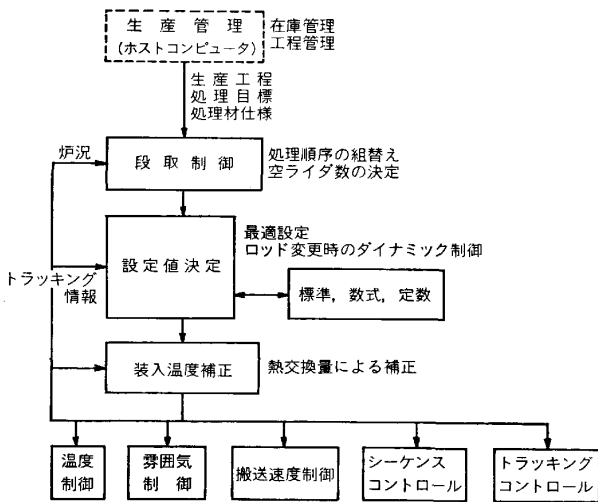 生産管理
(ホストコンピュータ)
在庫管理
工程管理
生産工程
処理目標
処理材仕様
炉況
段取制御
処理順序の組替え
空ライダ数の決定
最適設定
ロッド変更時のダイナミック制御
設定値決定
トラッキング
情報
標準，数式，定数
装入温度補正
熱交換量による補正
温度
制御
雰囲気
制御
搬送速度制御
シーケンス
コントロール
トラッキング
コントロール